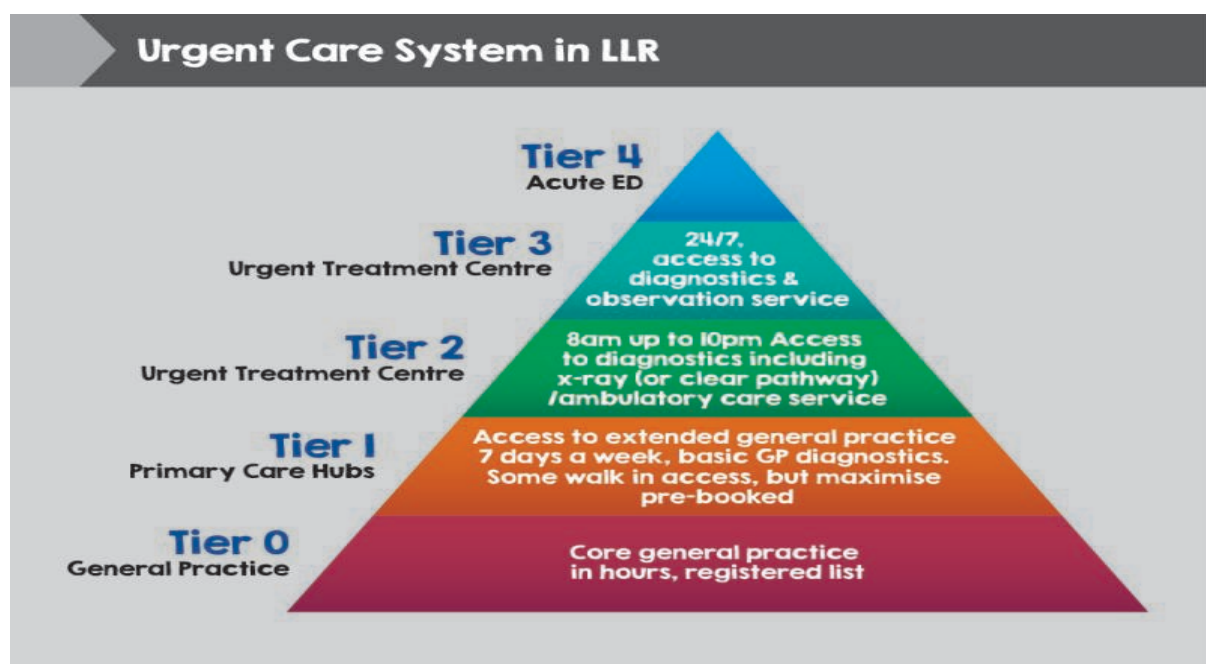 Urgent Care System in LLR
Tier 4
Acute ED
Tier 3
Urgent Treatment Centre
24/7,
access to
diagnostics &
observation service
Tier 2
Urgent Treatment Centre
8am up to 10pm Access
to diagnostics including
x-ray (or clear pathway)
/ambulatory care service
Tier 1
Primary Care Hubs
Access to extended general practice
7 days a week, basic GP diagnostics.
Some walk in access, but maximise
pre-booked
Tier 0
General Practice
Core general practice
in hours, registered list